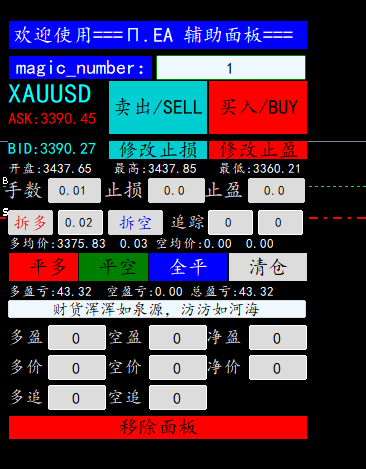 欢迎使用===Π.EA 辅助面板===
magic_number: 1
XAUUSD 卖出/SELL 买入/BUY
ASK:3390.45
BID:3390.27 修改止损 修改止盈
开盘:3437.65 最高:3437.85 最低:3360.21
手数 0.01 止损 0.0 止盈 0.0
拆多 0.02 拆空 追踪 0 0
多均价:3375.83 0.03 空均价:0.00 0.00
平多 平空 全平 清仓
多盈亏:43.32 空盈亏:0.00 总盈亏:43.32
财货浑浑如泉源，汸汸如河海
多盈 0 空盈 0 净盈 0
多价 0 空价 0 净价 0
多追 0 空追 0
移除面板